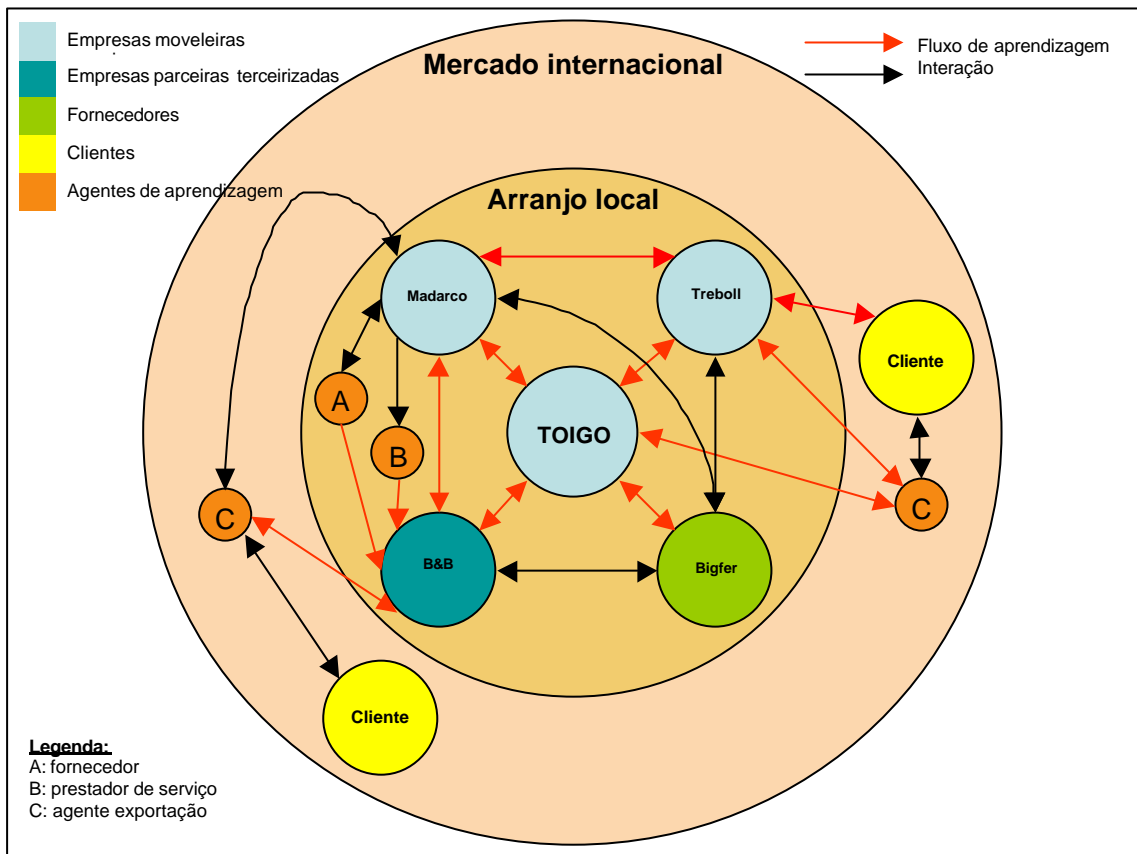 Empresas moveleiras
Empresas parceiras terceirizadas
Fornecedores
Clientes
Agentes de aprendizagem
Fluxo de aprendizagem
Interação
Mercado internacional
Arranjo local
Madarco
Treboll
Cliente
A
TOIGO
B
C
C
B&B
Bigfer
Cliente
Legenda:
A: fornecedor
B: prestador de serviço
C: agente exportação